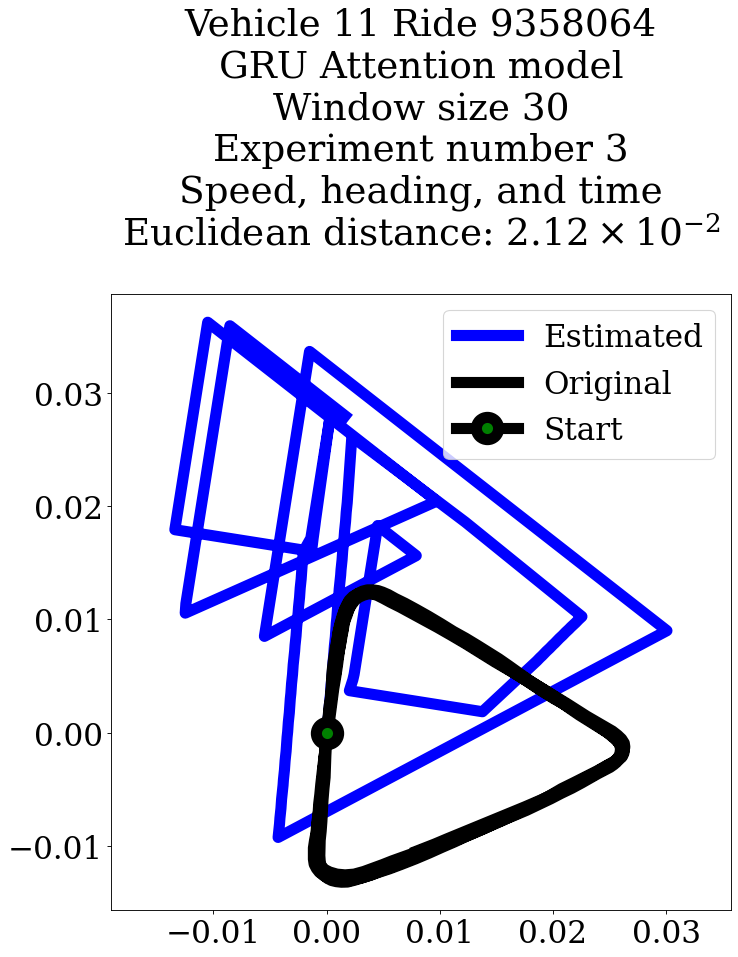 Vehicle 11 Ride 9358064
GRU Attention model
Window size 30
Experiment number 3
Speed, heading, and time
Euclidean distance: 2.12 × 10⁻²
Estimated
Original
Start
0.03
0.02
0.01
0.00
−0.01
−0.01 0.00 0.01 0.02 0.03